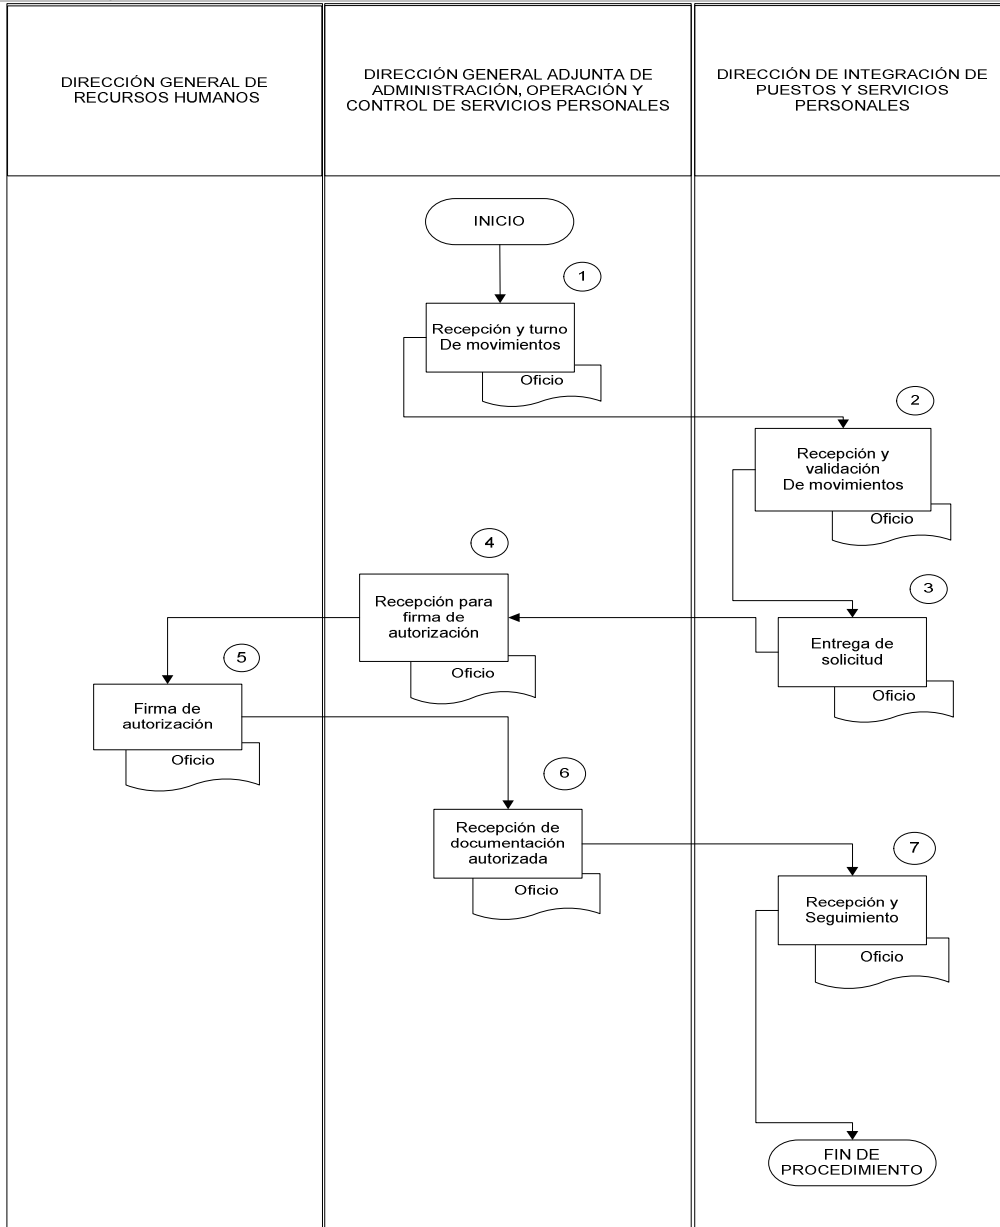 DIRECCIÓN GENERAL DE
RECURSOS HUMANOS
DIRECCIÓN GENERAL ADJUNTA DE
ADMINISTRACIÓN, OPERACIÓN Y
CONTROL DE SERVICIOS PERSONALES
DIRECCIÓN DE INTEGRACIÓN DE
PUESTOS Y SERVICIOS
PERSONALES
INICIO
1
Recepción y turno
De movimientos
Oficio
2
Recepción y
validación
De movimientos
Oficio
3
Entrega de
solicitud
Oficio
4
Recepción para
firma de
autorización
Oficio
5
Firma de
autorización
Oficio
6
Recepción de
documentación
autorizada
Oficio
7
Recepción y
Seguimiento
Oficio
FIN DE
PROCEDIMIENTO